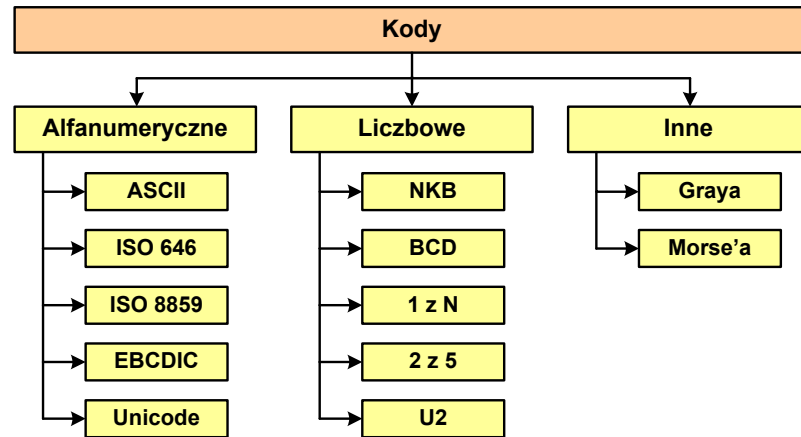 Kody
Alfanumeryczne
ASCII
ISO 646
ISO 8859
EBCDIC
Unicode
Liczbowe
NKB
BCD
1 z N
2 z 5
U2
Inne
Graya
Morse’a